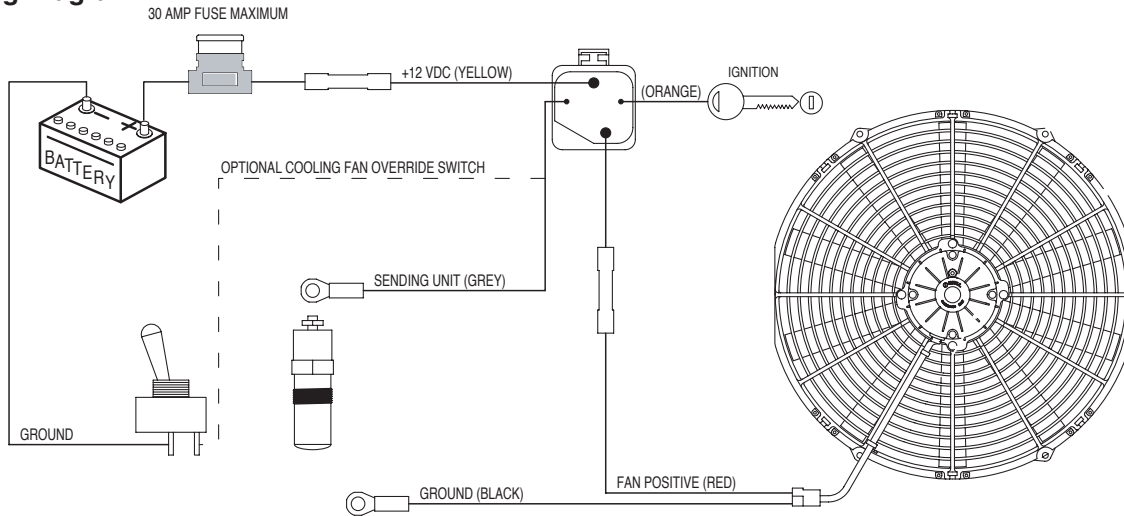 30 AMP FUSE MAXIMUM
+12 VDC (YELLOW)
(ORANGE)
IGNITION
BATTERY
OPTIONAL COOLING FAN OVERRIDE SWITCH
SENDING UNIT (GREY)
GROUND
GROUND (BLACK)
FAN POSITIVE (RED)